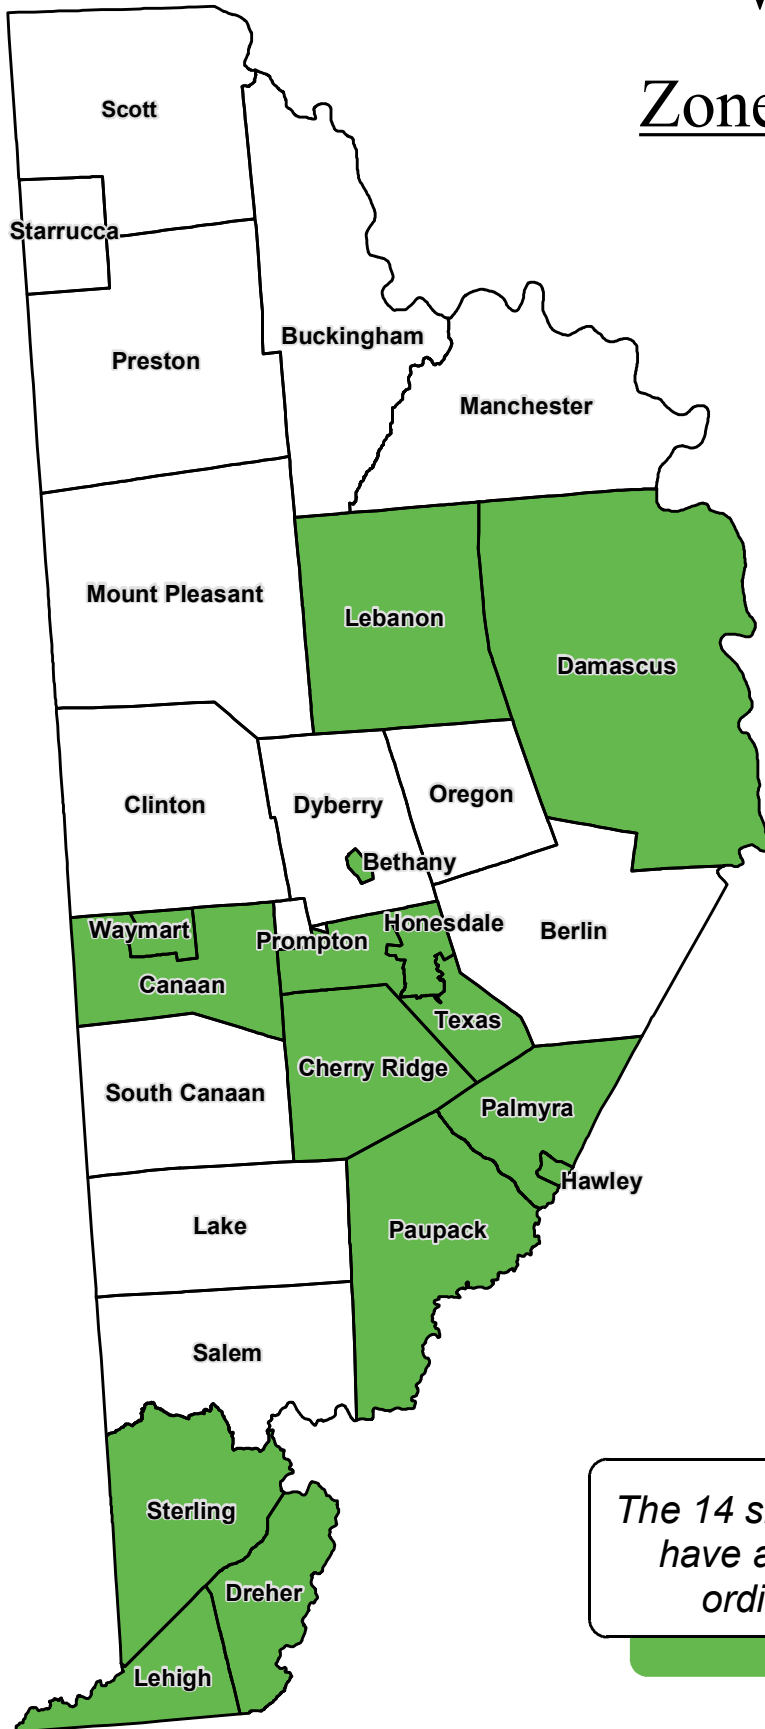 Zone
Scott
Starrucca
Buckingham
Preston
Manchester
Mount Pleasant
Lebanon
Damascus
Clinton
Dyberry
Oregon
Bethany
Waymart
Prompton
Honesdale
Berlin
Canaan
Texas
Cherry Ridge
South Canaan
Palmyra
Hawley
Lake
Paupack
Salem
Sterling
The 14 s
have a
ordi
Dreher
Lehigh